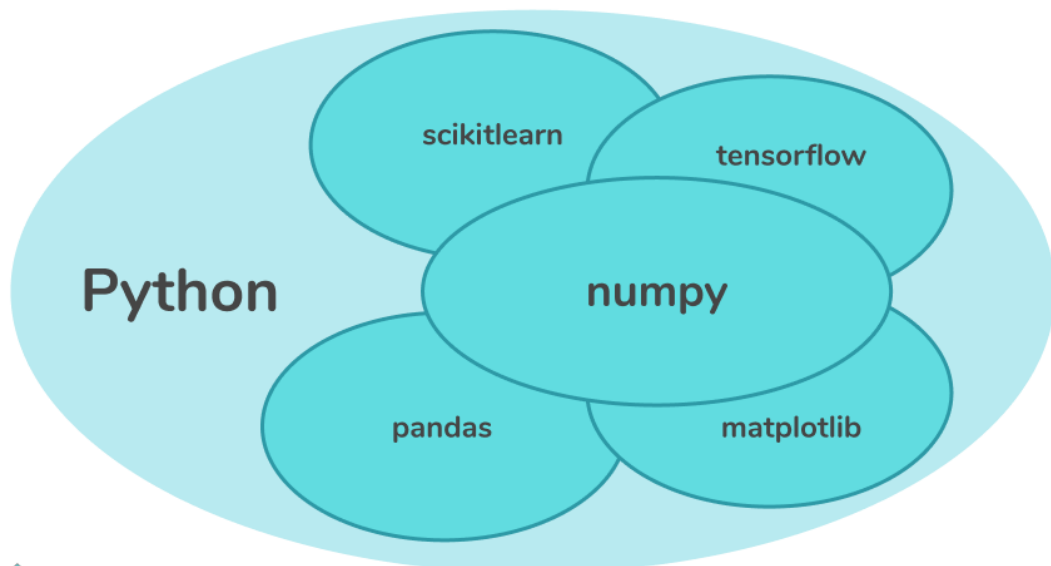 scikitlearn
tensorflow
Python
numpy
pandas
matplotlib